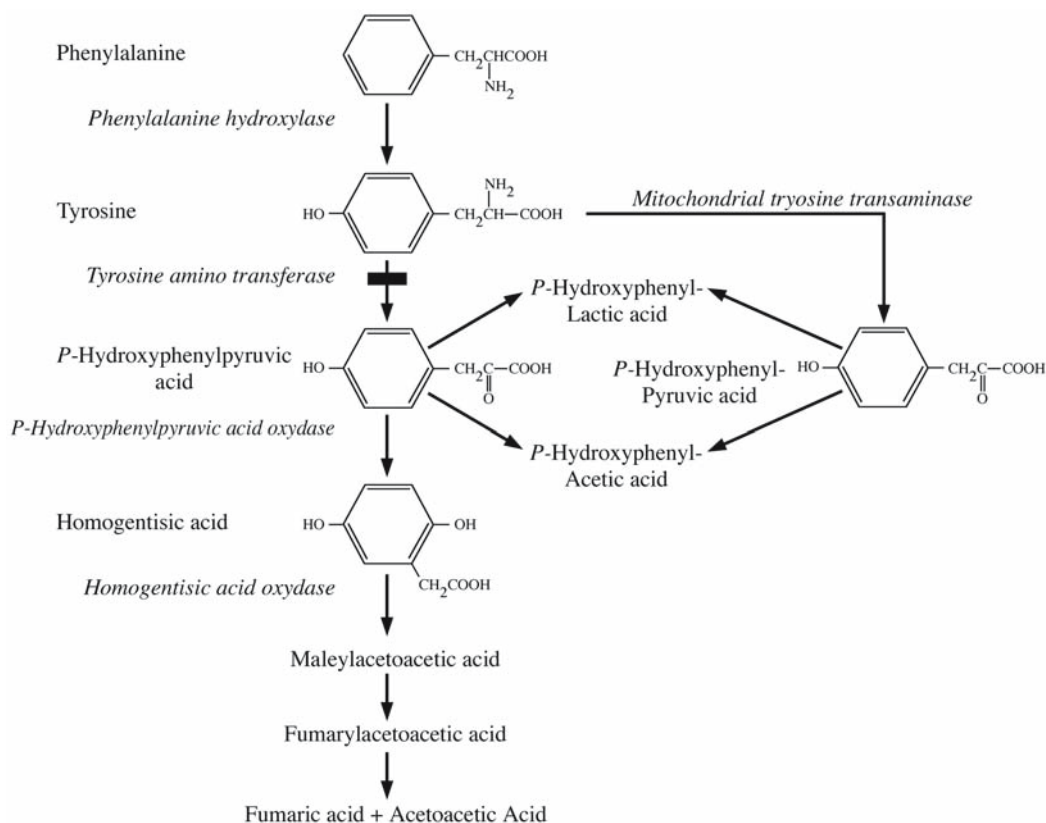 Phenylalanine
CH2CHCOOH
NH2
Phenylalanine hydroxylase
NH2
Tyrosine
HO
CH2CH—COOH
Mitochondrial tryosine transaminase
Tyrosine amino transferase
P-Hydroxyphenyl-
Lactic acid
P-Hydroxyphenylpyruvic
acid
HO
CH2C—COOH
O
P-Hydroxyphenyl-
Pyruvic acid
HO
CH2C—COOH
O
P-Hydroxyphenylpyruvic acid oxydase
P-Hydroxyphenyl-
Acetic acid
Homogentisic acid
HO
OH
CH2COOH
Homogentisic acid oxydase
Maleylacetoacetic acid
Fumarylacetoacetic acid
Fumaric acid + Acetoacetic Acid